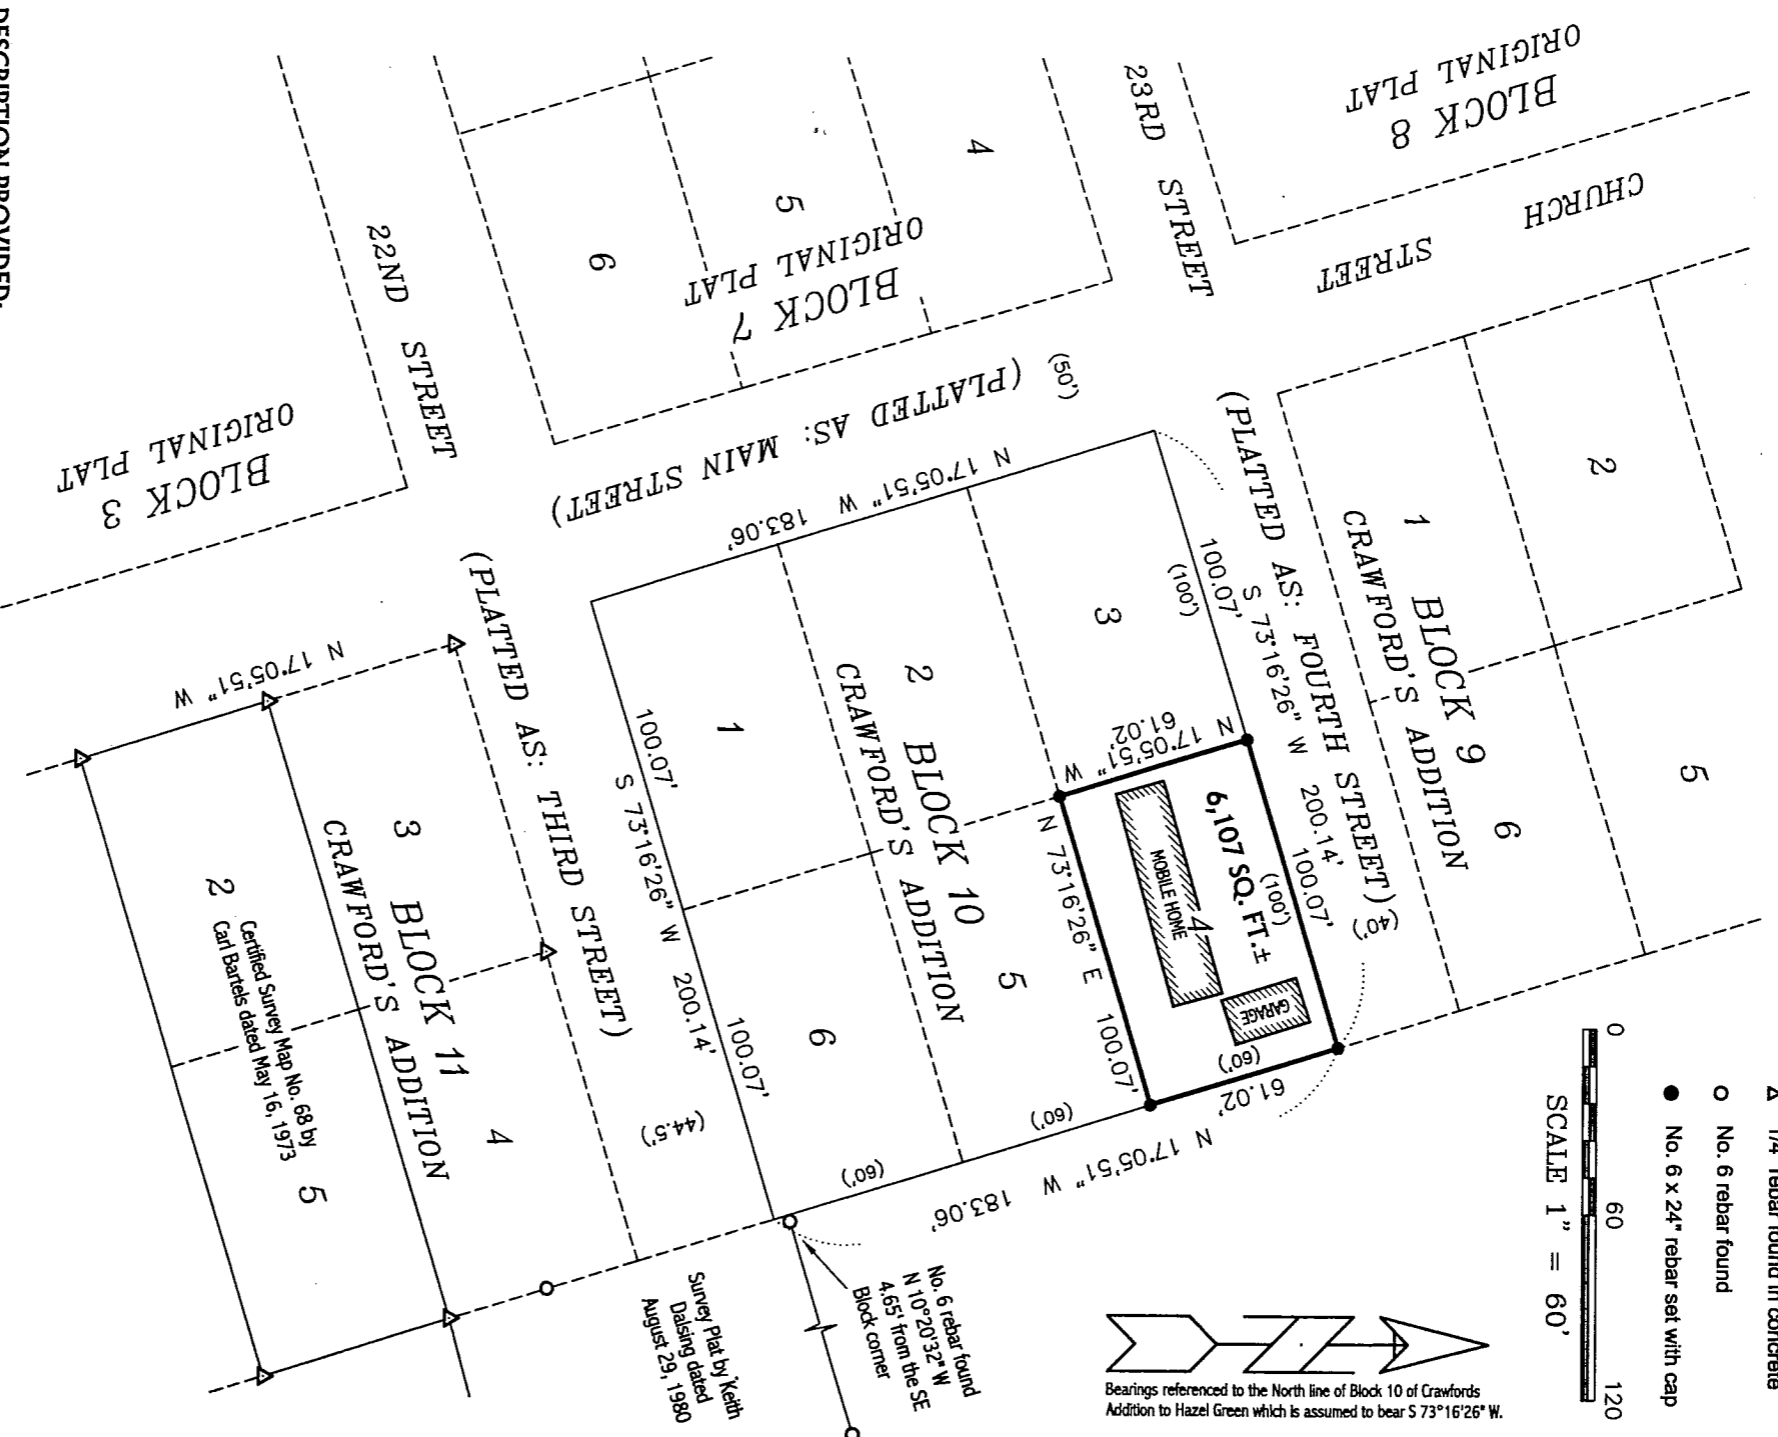 DESCRIPTION PROVIDED:
BLOCK 8
ORIGINAL PLAT
CHURCH STREET
23RD STREET
4
5
6
BLOCK 7
ORIGINAL PLAT
22ND STREET
BLOCK 3
ORIGINAL PLAT
(PLATTED AS: MAIN STREET)
(50')
(PLATTED AS: FOURTH STREET)
(40')
2
1
BLOCK 9
CRAWFORD'S ADDITION
6
5
N 17°05'51" W 183.06'
100.07'
(100')
S 73°16'26" W 200.14'
100.07'
(100')
3
N 17°05'51" W
61.02'
6,107 SQ. FT.±
4
MOBILE HOME
GARAGE
(60')
61.02'
N 73°16'26" E 100.07'
2
BLOCK 10
CRAWFORD'S ADDITION
5
1
6
100.07'
S 73°16'26" W 200.14'
100.07'
(60')
(60')
N 17°05'51" W 183.06'
(PLATTED AS: THIRD STREET)
(44.5')
N 17°05'51" W
3
BLOCK 11
CRAWFORD'S ADDITION
4
2
5
Certified Survey Map No. 68 by
Carl Bartels dated May 16, 1973
Survey Plat by Keith
Dalsing dated
August 29, 1980
No. 6 rebar found
N 10°20'32" W
4.65' from the SE
Block corner
1/4" rebar found in concrete
No. 6 rebar found
No. 6 x 24" rebar set with cap
0 60 120
SCALE 1" = 60'
N
Bearings referenced to the North line of Block 10 of Crawfords
Addition to Hazel Green which is assumed to bear S 73°16'26" W.